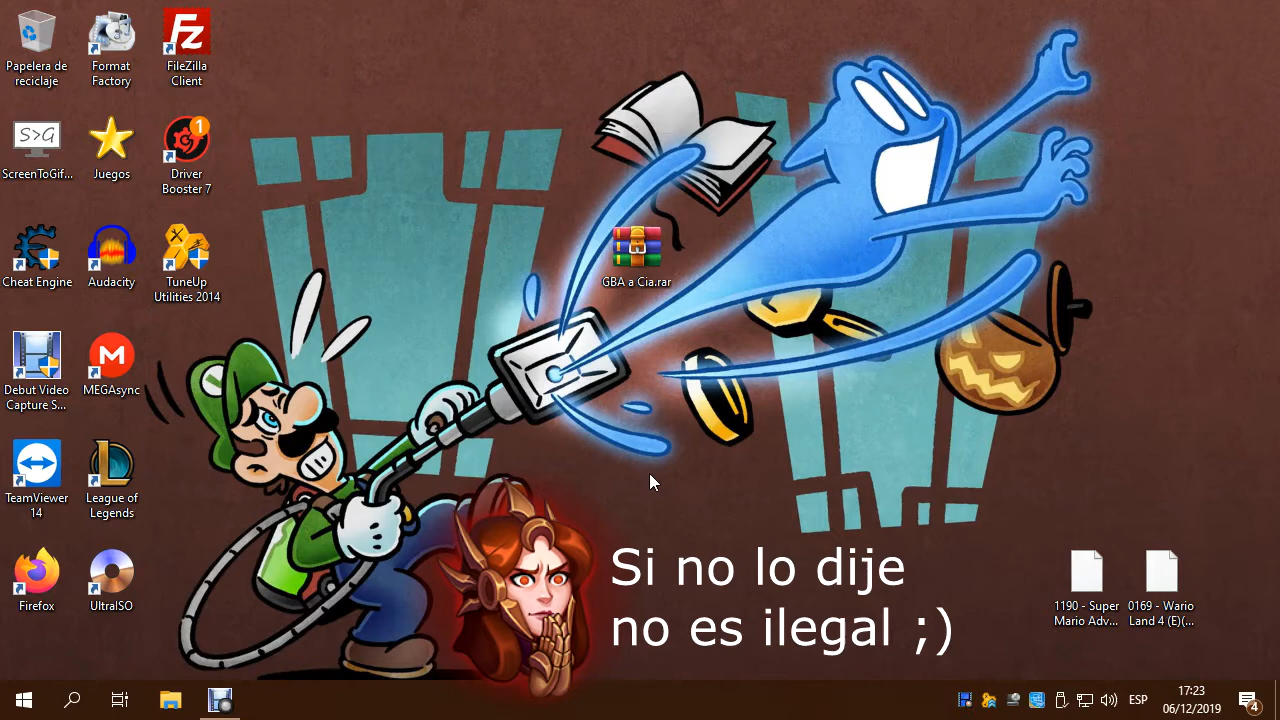 Papelera de
reciclaje
Format
Factory
FileZilla
Client
S>G
ScreenToGif...
Juegos
1
Driver
Booster 7
Cheat Engine
Audacity
TuneUp
Utilities 2014
GBA a Cia.rar
Debut Video
Capture S...
MEGAsync
TeamViewer
14
League of
Legends
Firefox
UltraISO
Si no lo dije
no es ilegal ;)
1190 - Super
Mario Adv...
0169 - Wario
Land 4 (E)(...
ESP
17:23
06/12/2019
4